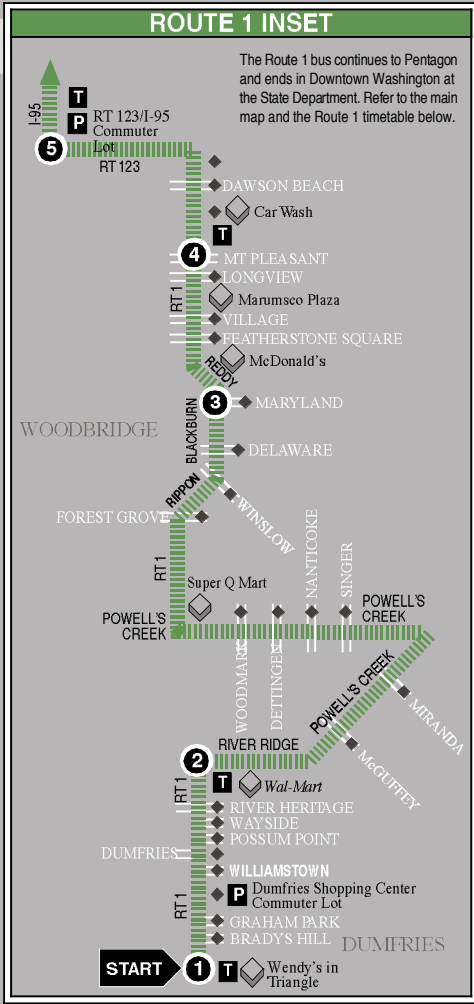 ROUTE 1 INSET
The Route 1 bus continues to Pentagon
and ends in Downtown Washington at
the State Department. Refer to the main
map and the Route 1 timetable below.
I-95
T
P
RT 123/I-95
Commuter
Lot
5
RT 123
DAWSON BEACH
Car Wash
T
4
MT PLEASANT
LONGVIEW
RT 1
Marumsco Plaza
VILLAGE
FEATHERSTONE SQUARE
McDonald's
REDDY
3
MARYLAND
WOODBRIDGE
BLACKBURN
DELAWARE
RIPPON
WINSLOW
FOREST GROVE
RT 1
NANTICOKE
SINGER
Super Q Mart
POWELL'S
CREEK
POWELL'S
CREEK
WOODMARK
DETTINGEN
POWELL'S CREEK
MIRANDA
McGUFFEY
RIVER RIDGE
2
T
Wal-Mart
RT 1
RIVER HERITAGE
WAYSIDE
POSSUM POINT
DUMFRIES
WILLIAMSTOWN
P
Dumfries Shopping Center
Commuter Lot
RT 1
GRAHAM PARK
BRADYS HILL
DUMFRIES
START
1
T
Wendy's in
Triangle